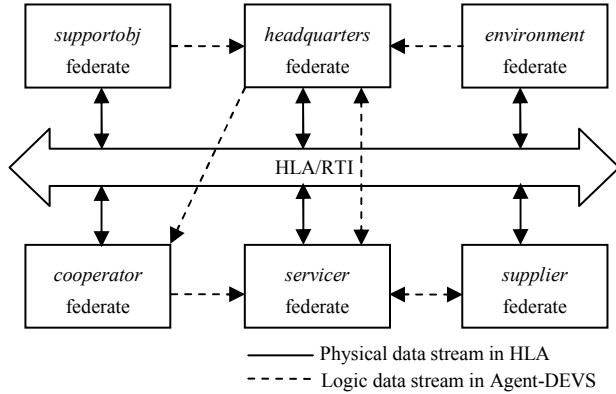 supportobj
federate
headquarters
federate
environment
federate
HLA/RTI
cooperator
federate
servicer
federate
supplier
federate
Physical data stream in HLA
Logic data stream in Agent-DEVS